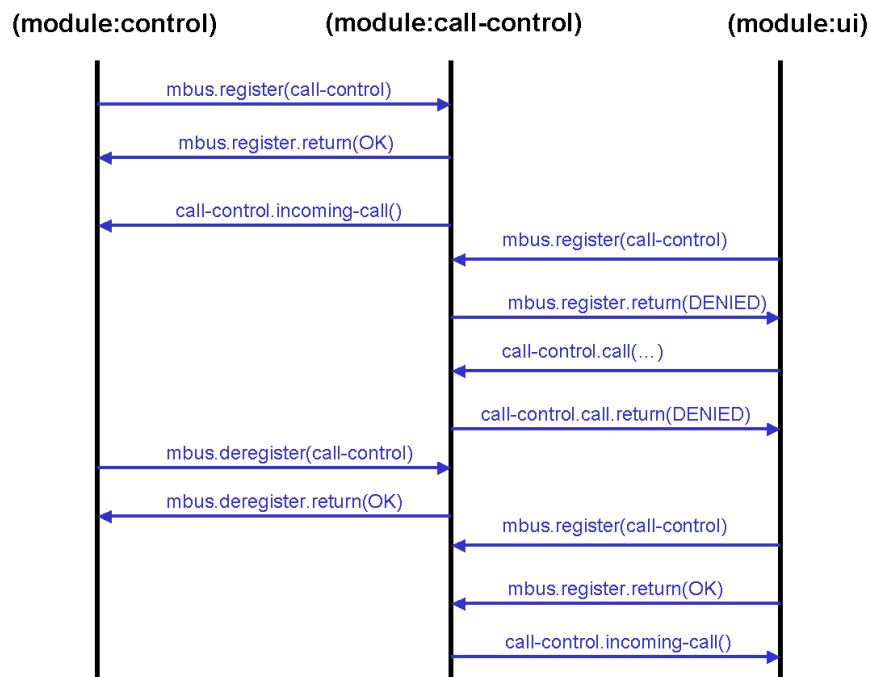 (module:control)
(module:call-control)
(module:ui)
mbus.register(call-control)
mbus.register.return(OK)
call-control.incoming-call()
mbus.register(call-control)
mbus.register.return(DENIED)
call-control.call(…)
call-control.call.return(DENIED)
mbus.deregister(call-control)
mbus.deregister.return(OK)
mbus.register(call-control)
mbus.register.return(OK)
call-control.incoming-call()